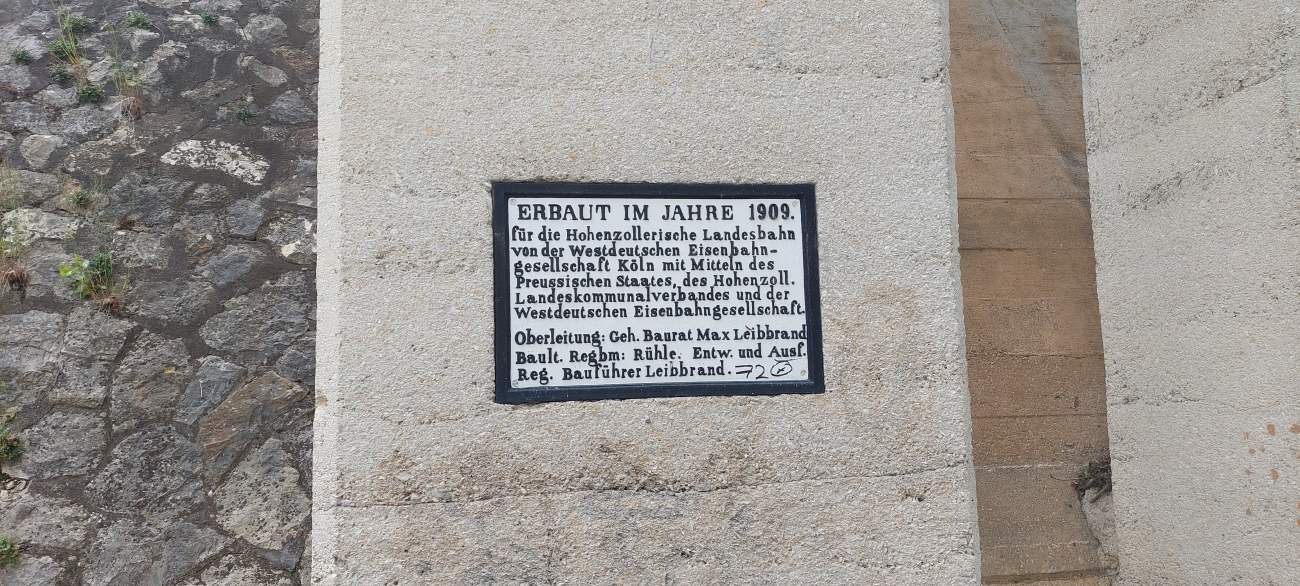 ERBAUT IM JAHRE 1909.
für die Hohenzollerische Landesbahn
von der Westdeutschen Eisenbahn-
gesellschaft Köln mit Mitteln des
Preussischen Staates, des Hohenzoll.
Landeskommunalverbandes und der
Westdeutschen Eisenbahngesellschaft.
Oberleitung: Geh. Baurat Max Leibbrand
Bault. Regbm: Rühle. Entw. und Ausf.
Reg. Bauführer Leibbrand. 72